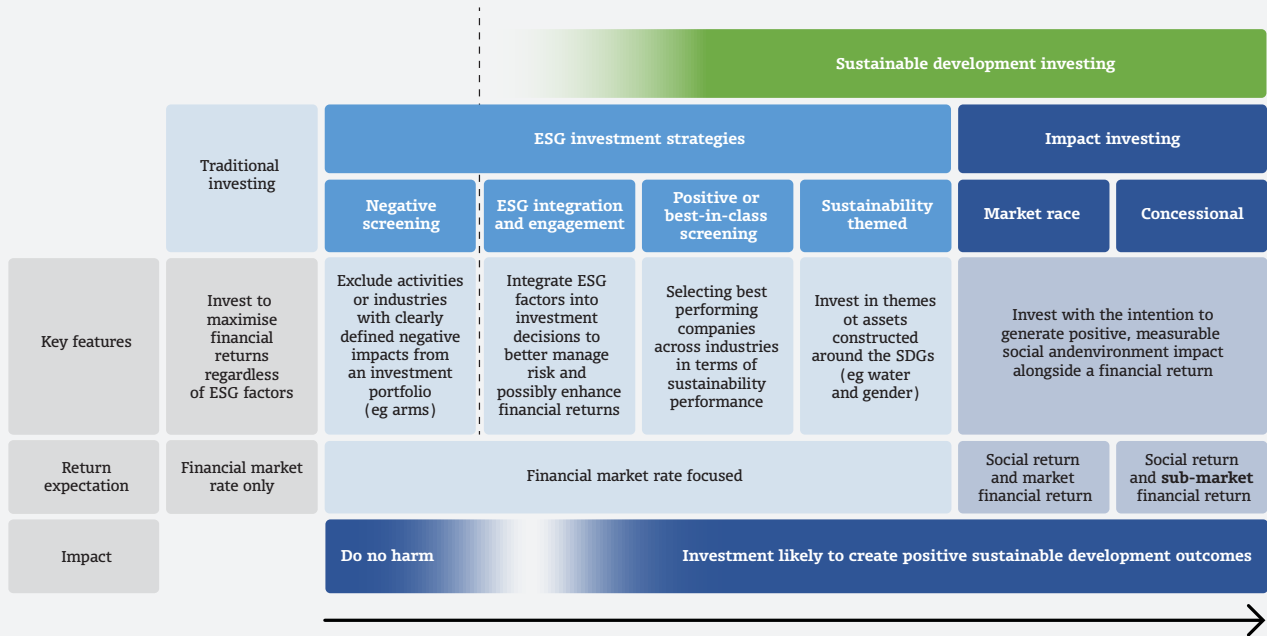 Sustainable development investing
Traditional
investing
ESG investment strategies
Impact investing
Negative
screening
ESG integration
and engagement
Positive or
best-in-class
screening
Sustainability
themed
Market race
Concessional
Key features
Invest to
maximise
financial
returns
regardless
of ESG factors
Exclude activities
or industries
with clearly
defined negative
impacts from
an investment
portfolio
(eg arms)
Integrate ESG
factors into
investment
decisions to
better manage
risk and
possibly enhance
financial returns
Selecting best
performing
companies
across industries
in terms of
sustainability
performance
Invest in themes
ot assets
constructed
around the SDGs
(eg water
and gender)
Invest with the intention to
generate positive, measurable
social andenvironment impact
alongside a financial return
Return
expectation
Financial market
rate only
Financial market rate focused
Social return
and market
financial return
Social return
and sub-market
financial return
Impact
Do no harm
Investment likely to create positive sustainable development outcomes